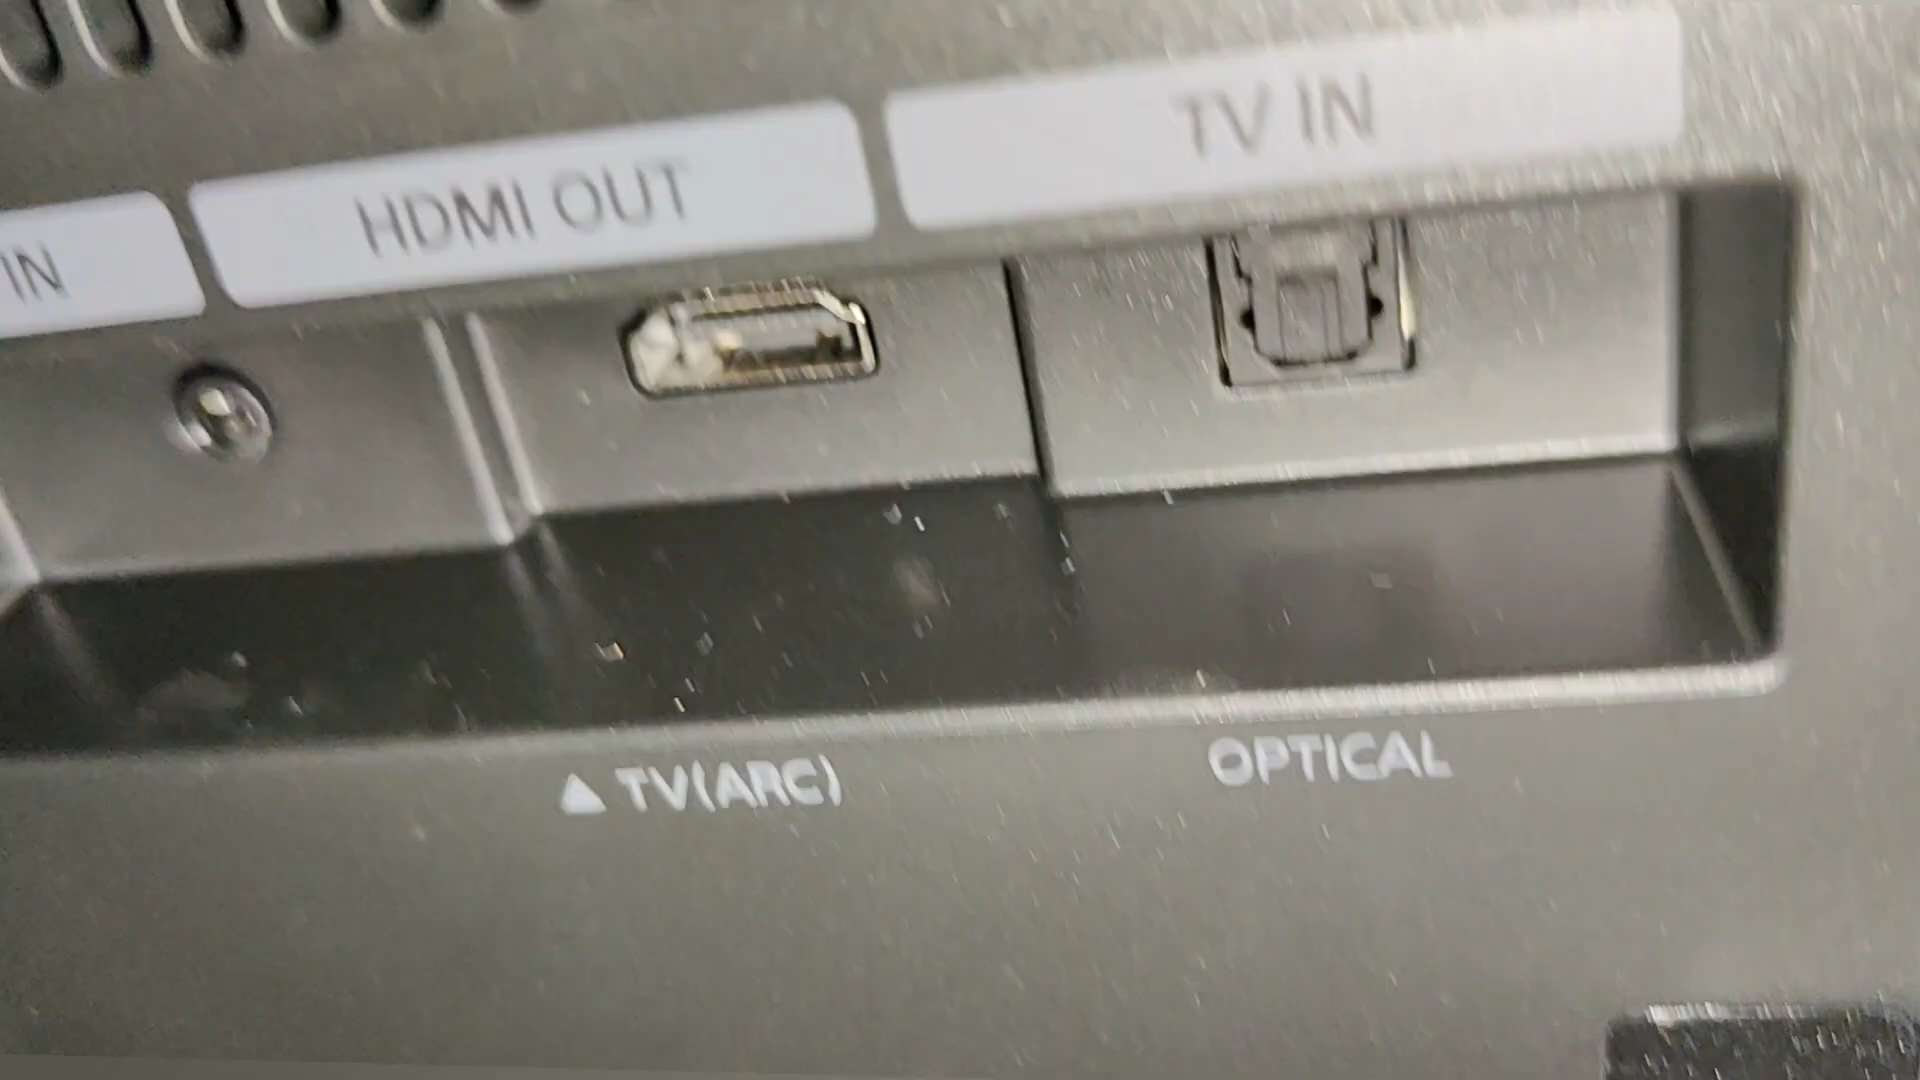 IN
HDMI OUT
TV IN
▲ TV(ARC)
OPTICAL